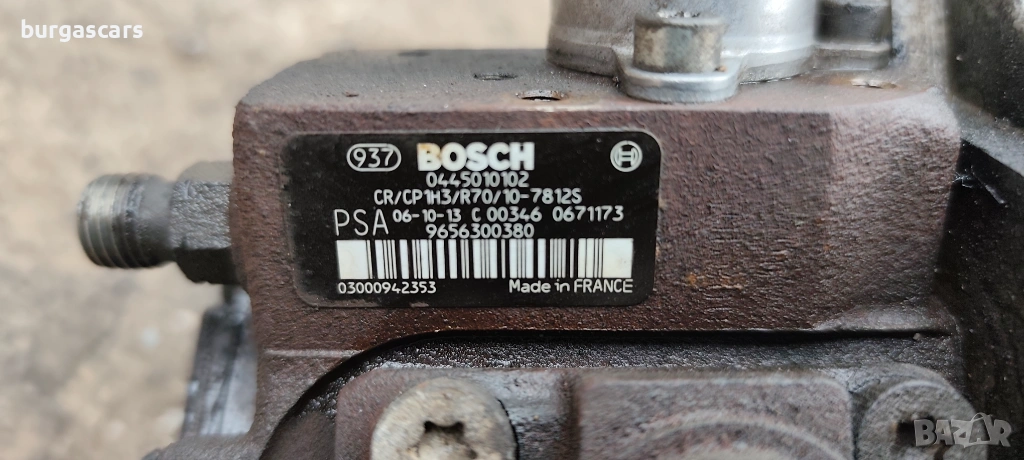 burgascars
937 BOSCH
0445010102
CR/CP1H3/R70/10-7812S
PSA 06-10-13 C 00346 0671173
9656300380
03000942353 Made in FRANCE
BAZAR